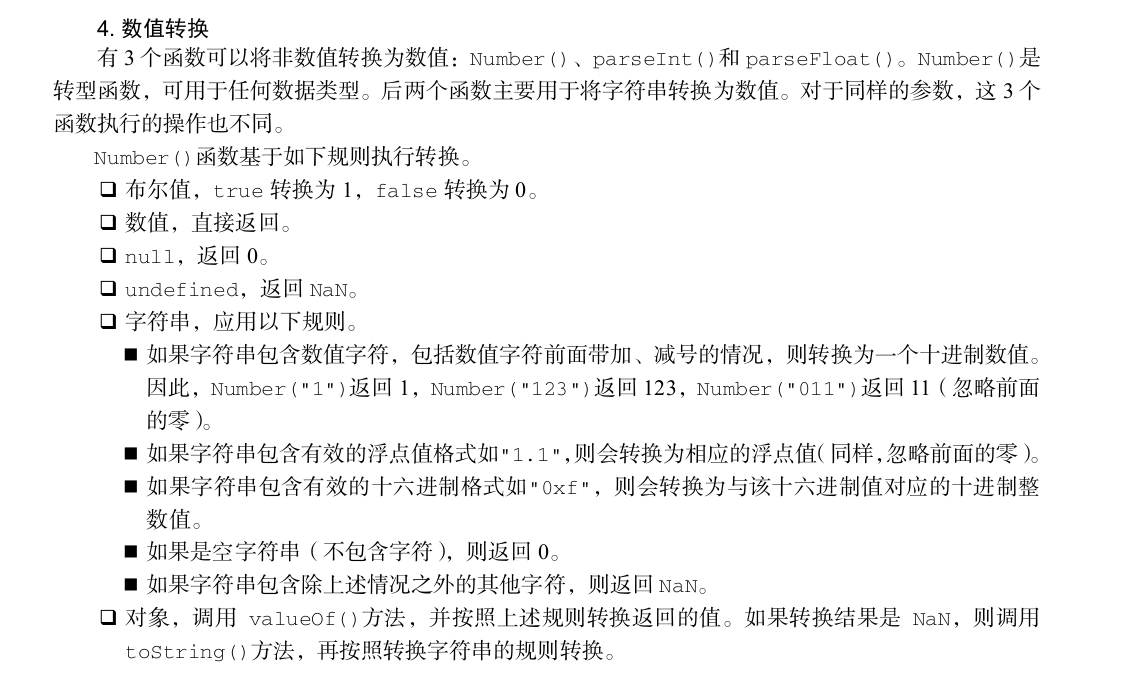 4. 数值转换
有 3 个函数可以将非数值转换为数值：Number()、parseInt()和 parseFloat()。Number()是
转型函数，可用于任何数据类型。后两个函数主要用于将字符串转换为数值。对于同样的参数，这 3 个
函数执行的操作也不同。
Number()函数基于如下规则执行转换。
❑ 布尔值，true 转换为 1，false 转换为 0。
❑ 数值，直接返回。
❑ null，返回 0。
❑ undefined，返回 NaN。
❑ 字符串，应用以下规则。
■ 如果字符串包含数值字符，包括数值字符前面带加、减号的情况，则转换为一个十进制数值。
因此，Number("1")返回 1，Number("123")返回 123，Number("011")返回 11（忽略前面
的零）。
■ 如果字符串包含有效的浮点值格式如"1.1"，则会转换为相应的浮点值（同样，忽略前面的零）。
■ 如果字符串包含有效的十六进制格式如"0xf"，则会转换为与该十六进制值对应的十进制整
数值。
■ 如果是空字符串（不包含字符），则返回 0。
■ 如果字符串包含除上述情况之外的其他字符，则返回 NaN。
❑ 对象，调用 valueOf()方法，并按照上述规则转换返回的值。如果转换结果是 NaN，则调用
toString()方法，再按照转换字符串的规则转换。